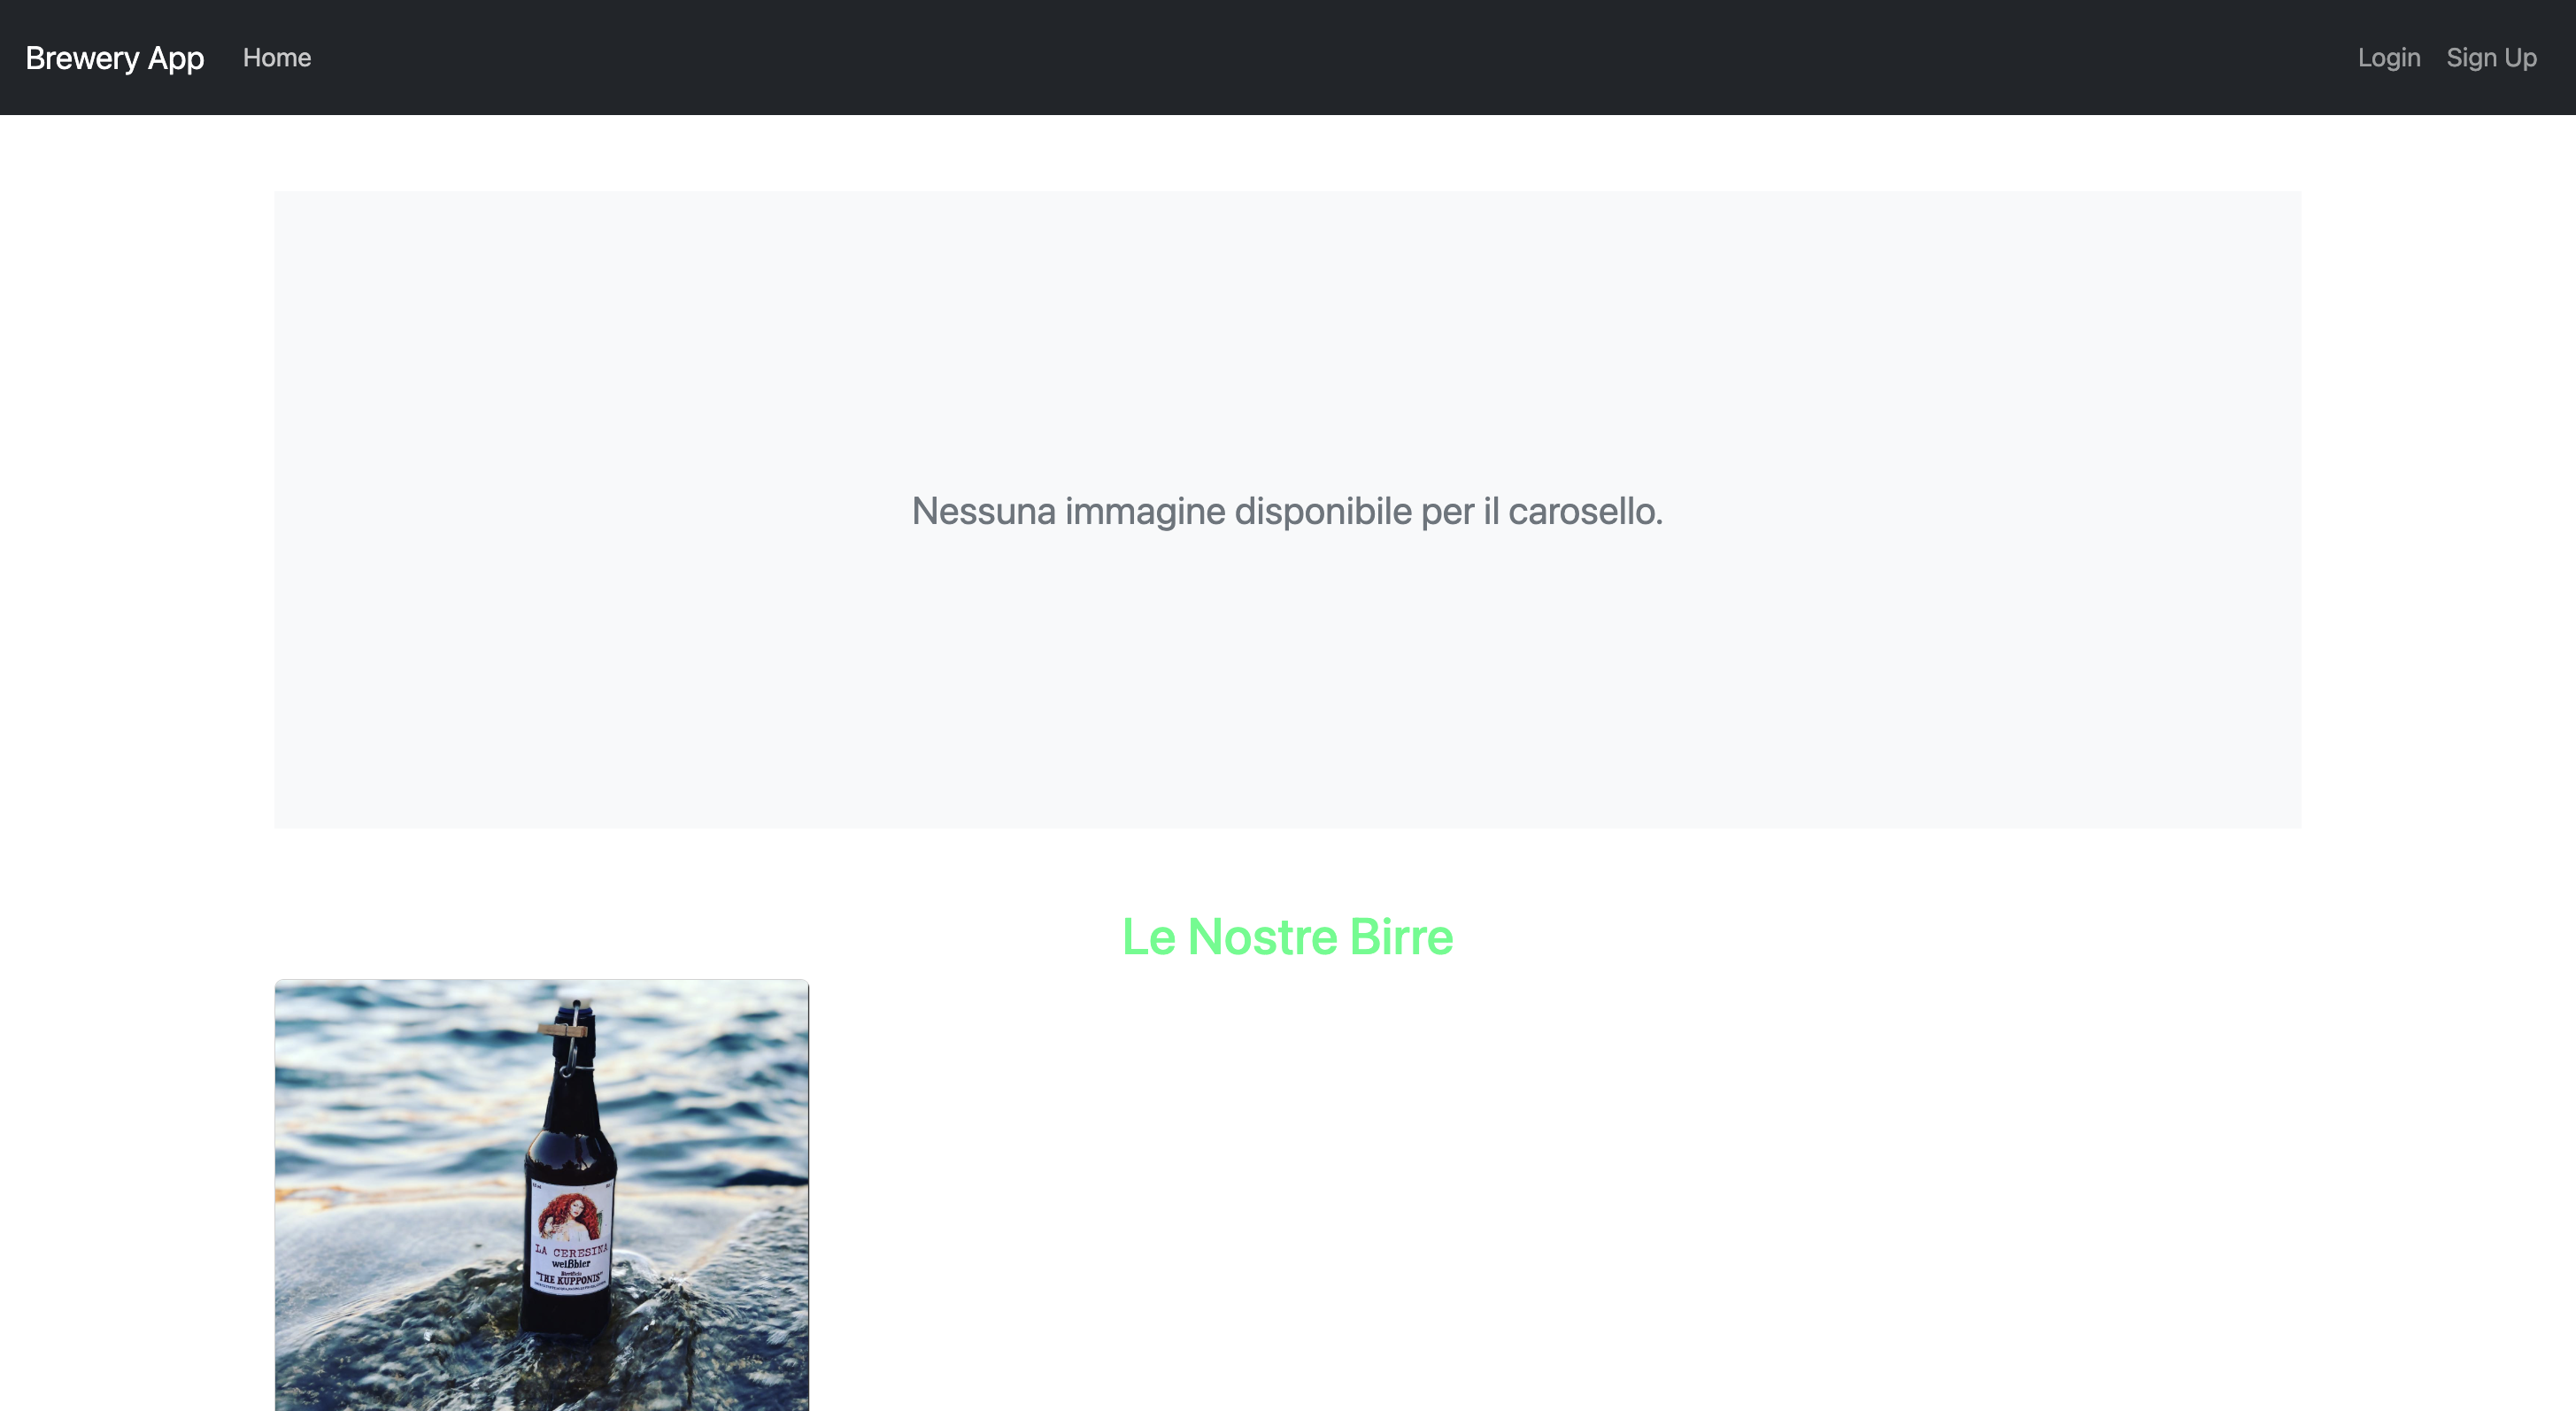 Brewery App Home Login Sign Up
Nessuna immagine disponibile per il carosello.
Le Nostre Birre
LA CERESINA
weißbier
"THE KUPPONIS"